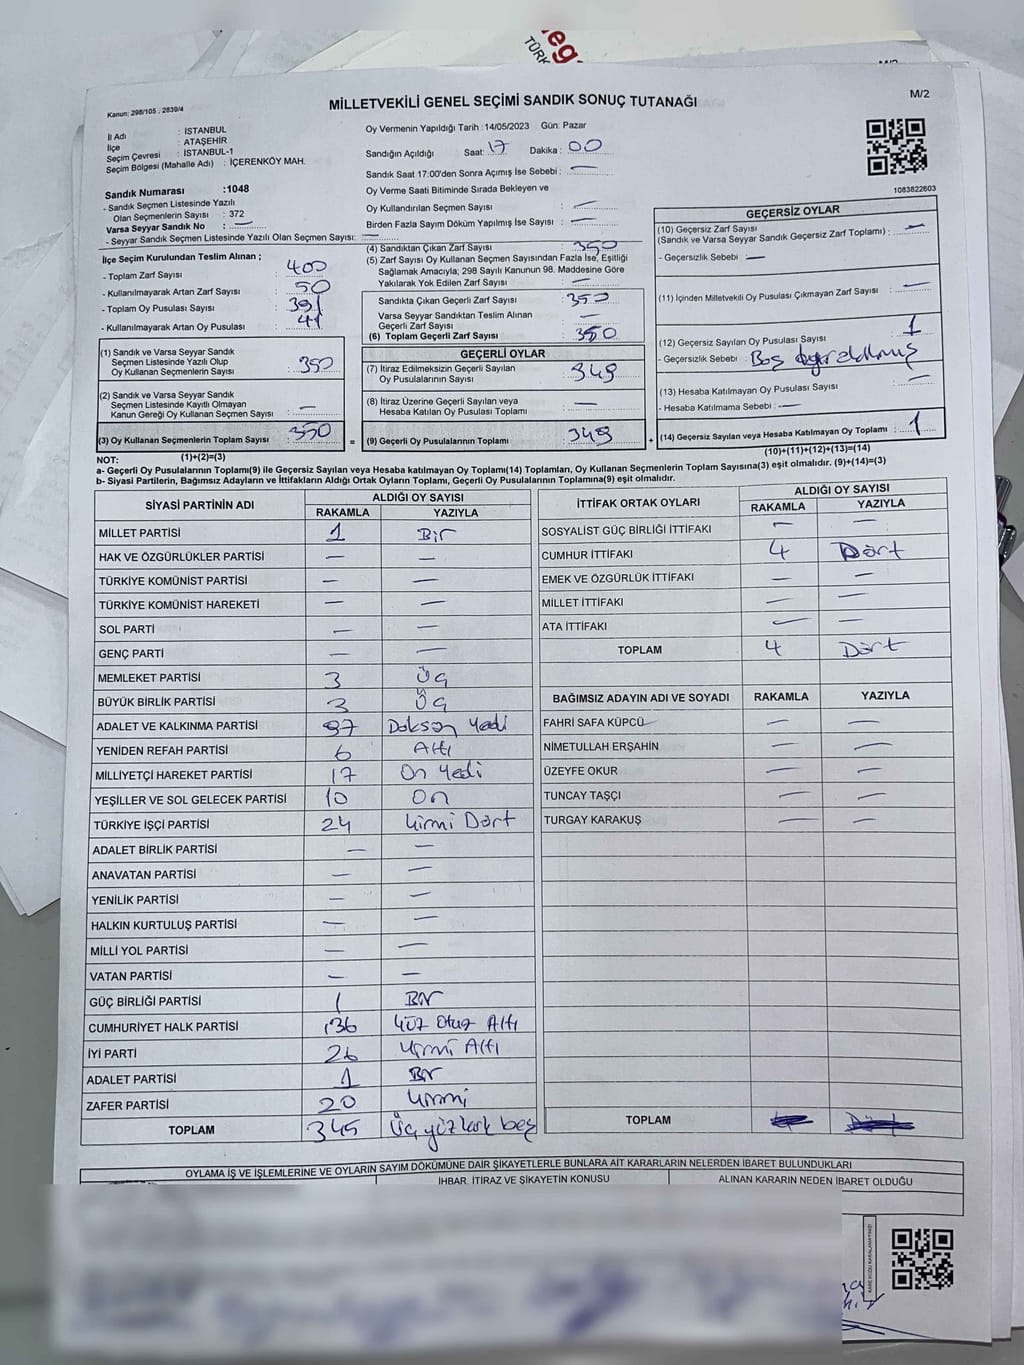 eg
TÜRK
M/2
Kanun: 298/105 , 2839/4
MİLLETVEKİLİ GENEL SEÇİMİ SANDIK SONUÇ TUTANAĞI
M/2
İl Adı : İSTANBUL
İlçe : ATAŞEHİR
Seçim Çevresi : İSTANBUL-1
Seçim Bölgesi (Mahalle Adı) : İÇERENKÖY MAH.
Oy Vermenin Yapıldığı Tarih :14/05/2023 Gün: Pazar
Sandığın Açıldığı Saat: 17 Dakika : 00
Sandık Saat 17:00'den Sonra Açımış İse Sebebi : —
Oy Verme Saati Bitiminde Sırada Bekleyen ve
Oy Kullandırılan Seçmen Sayısı : —
Birden Fazla Sayım Döküm Yapılmış İse Sayısı : —
1083822603
Sandık Numarası :1048
- Sandık Seçmen Listesinde Yazılı
Olan Seçmenlerin Sayısı : 372
Varsa Seyyar Sandık No : —
- Seyyar Sandık Seçmen Listesinde Yazılı Olan Seçmen Sayısı: —
İlçe Seçim Kurulundan Teslim Alınan ;
- Toplam Zarf Sayısı : 400
- Kullanılmayarak Artan Zarf Sayısı : 50
- Toplam Oy Pusulası Sayısı : 391
- Kullanılmayarak Artan Oy Pusulası : 41
(4) Sandıktan Çıkan Zarf Sayısı : 350
(5) Zarf Sayısı Oy Kullanan Seçmen Sayısından Fazla İse, Eşitliği
Sağlamak Amacıyla; 298 Sayılı Kanunun 98. Maddesine Göre
Yakılarak Yok Edilen Zarf Sayısı : —
Sandıkta Çıkan Geçerli Zarf Sayısı : 350
Varsa Seyyar Sandıktan Teslim Alınan
Geçerli Zarf Sayısı : —
(6) Toplam Geçerli Zarf Sayısı : 350
GEÇERSİZ OYLAR
(10) Geçersiz Zarf Sayısı
(Sandık ve Varsa Seyyar Sandık Geçersiz Zarf Toplamı) : —
- Geçersizlik Sebebi : —
(11) İçinden Milletvekili Oy Pusulası Çıkmayan Zarf Sayısı : —
(12) Geçersiz Sayılan Oy Pusulası Sayısı : 1
- Geçersizlik Sebebi : Boş
(13) Hesaba Katılmayan Oy Pusulası Sayısı : —
- Hesaba Katılmama Sebebi : —
(14) Geçersiz Sayılan veya Hesaba Katılmayan Oy Toplamı : 1
(10)+(11)+(12)+(13)=(14)
(1) Sandık ve Varsa Seyyar Sandık
Seçmen Listesinde Yazılı Olup
Oy Kullanan Seçmenlerin Sayısı : 350
(2) Sandık ve Varsa Seyyar Sandık
Seçmen Listesinde Kayıtlı Olmayan
Kanun Gereği Oy Kullanan Seçmen Sayısı : —
(3) Oy Kullanan Seçmenlerin Toplam Sayısı : 350
(1)+(2)=(3)
GEÇERLİ OYLAR
(7) İtiraz Edilmeksizin Geçerli Sayılan
Oy Pusulalarının Sayısı : 349
(8) İtiraz Üzerine Geçerli Sayılan veya
Hesaba Katılan Oy Pusulası Toplamı : —
= (9) Geçerli Oy Pusulalarının Toplamı : 349 +
NOT:
a- Geçerli Oy Pusulalarının Toplamı(9) ile Geçersiz Sayılan veya Hesaba katılmayan Oy Toplamı(14) Toplamları, Oy Kullanan Seçmenlerin Toplam Sayısına(3) eşit olmalıdır. (9)+(14)=(3)
b- Siyasi Partilerin, Bağımsız Adayların ve İttifakların Aldığı Ortak Oyların Toplamı, Geçerli Oy Pusulalarının Toplamına(9) eşit olmalıdır.
SİYASİ PARTİNİN ADI ALDIĞI OY SAYISI
RAKAMLA YAZIYLA
MİLLET PARTİSİ 1 Bir
HAK VE ÖZGÜRLÜKLER PARTİSİ — —
TÜRKİYE KOMÜNİST PARTİSİ — —
TÜRKİYE KOMÜNİST HAREKETİ — —
SOL PARTİ — —
GENÇ PARTİ — —
MEMLEKET PARTİSİ 3 Üç
BÜYÜK BİRLİK PARTİSİ 3 Üç
ADALET VE KALKINMA PARTİSİ 97 Doksan Yedi
YENİDEN REFAH PARTİSİ 6 Altı
MİLLİYETÇİ HAREKET PARTİSİ 17 On Yedi
YEŞİLLER VE SOL GELECEK PARTİSİ 10 On
TÜRKİYE İŞÇİ PARTİSİ 24 Yirmi Dört
ADALET BİRLİK PARTİSİ — —
ANAVATAN PARTİSİ — —
YENİLİK PARTİSİ — —
HALKIN KURTULUŞ PARTİSİ — —
MİLLİ YOL PARTİSİ — —
VATAN PARTİSİ — —
GÜÇ BİRLİĞİ PARTİSİ 1 Bir
CUMHURİYET HALK PARTİSİ 136 Yüz Otuz Altı
İYİ PARTİ 26 Yirmi Altı
ADALET PARTİSİ 1 Bir
ZAFER PARTİSİ 20 Yirmi
TOPLAM 345 Üçyüzkırk beş
İTTİFAK ORTAK OYLARI ALDIĞI OY SAYISI
RAKAMLA YAZIYLA
SOSYALİST GÜÇ BİRLİĞİ İTTİFAKI — —
CUMHUR İTTİFAKI 4 Dört
EMEK VE ÖZGÜRLÜK İTTİFAKI — —
MİLLET İTTİFAKI — —
ATA İTTİFAKI — —
TOPLAM 4 Dört
BAĞIMSIZ ADAYIN ADI VE SOYADI RAKAMLA YAZIYLA
FAHRİ SAFA KÜPCÜ — —
NİMETULLAH ERŞAHİN — —
ÜZEYFE OKUR — —
TUNCAY TAŞÇI — —
TURGAY KARAKUŞ — —
TOPLAM
OYLAMA İŞ VE İŞLEMLERİNE VE OYLARIN SAYIM DÖKÜMÜNE DAİR ŞİKAYETLERLE BUNLARA AİT KARARLARIN NELERDEN İBARET BULUNDUKLARI
İHBAR, İTİRAZ VE ŞİKAYETİN KONUSU ALINAN KARARIN NEDEN İBARET OLDUĞU